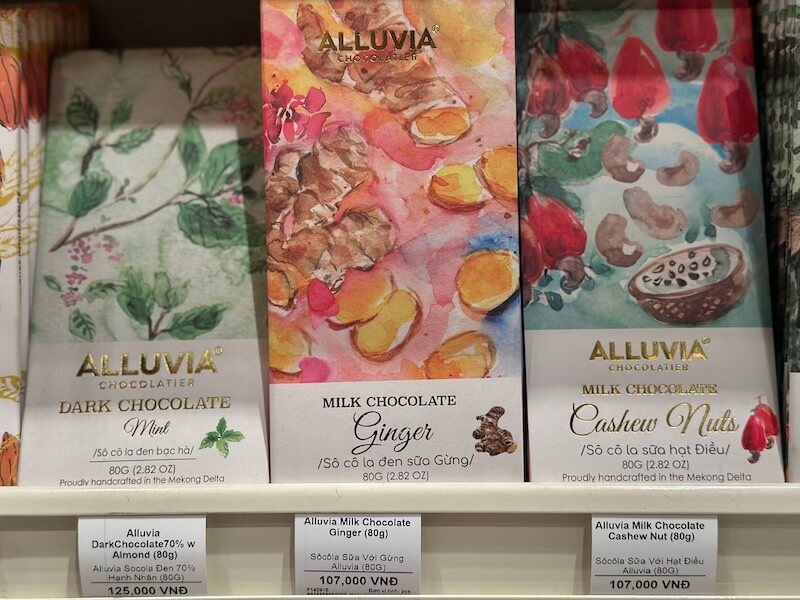 ALLUVIA
CHOCOLATIER
DARK CHOCOLATE
Mint
/Sô cô la đen bạc hà/
80G (2.82 OZ)
Proudly handcrafted in the Mekong Delta
ALLUVIA
CHOCOLATIER
MILK CHOCOLATE
Ginger
/Sô cô la đen sữa Gừng/
80G (2.82 OZ)
ALLUVIA
CHOCOLATIER
MILK CHOCOLATE
Cashew Nuts
/Sô cô la sữa hạt Điều/
80G (2.82 OZ)
Proudly handcrafted in the Mekong Delta
Alluvia
DarkChocolate70% w
Almond (80g)
Alluvia Socola Đen 70%
Hạnh Nhân (80G)
125,000 VNĐ
Alluvia Milk Chocolate
Ginger (80g)
Sôcôla Sữa Với Gừng
Alluvia (80G)
107,000 VNĐ
Alluvia Milk Chocolate
Cashew Nut (80g)
Sôcôla Sữa Với Hạt Điều
Alluvia (80G)
107,000 VNĐ